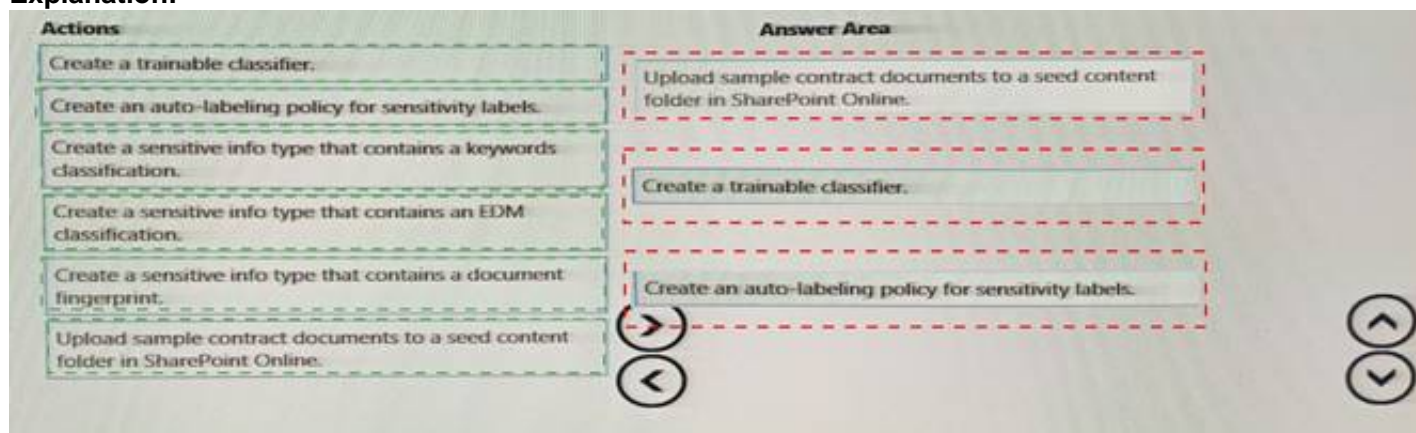 Actions
Create a trainable classifier.
Create an auto-labeling policy for sensitivity labels.
Create a sensitive info type that contains a keywords
classification.
Create a sensitive info type that contains an EDM
classification.
Create a sensitive info type that contains a document
fingerprint.
Upload sample contract documents to a seed content
folder in SharePoint Online.
Answer Area
Upload sample contract documents to a seed content
folder in SharePoint Online.
Create a trainable classifier.
Create an auto-labeling policy for sensitivity labels.